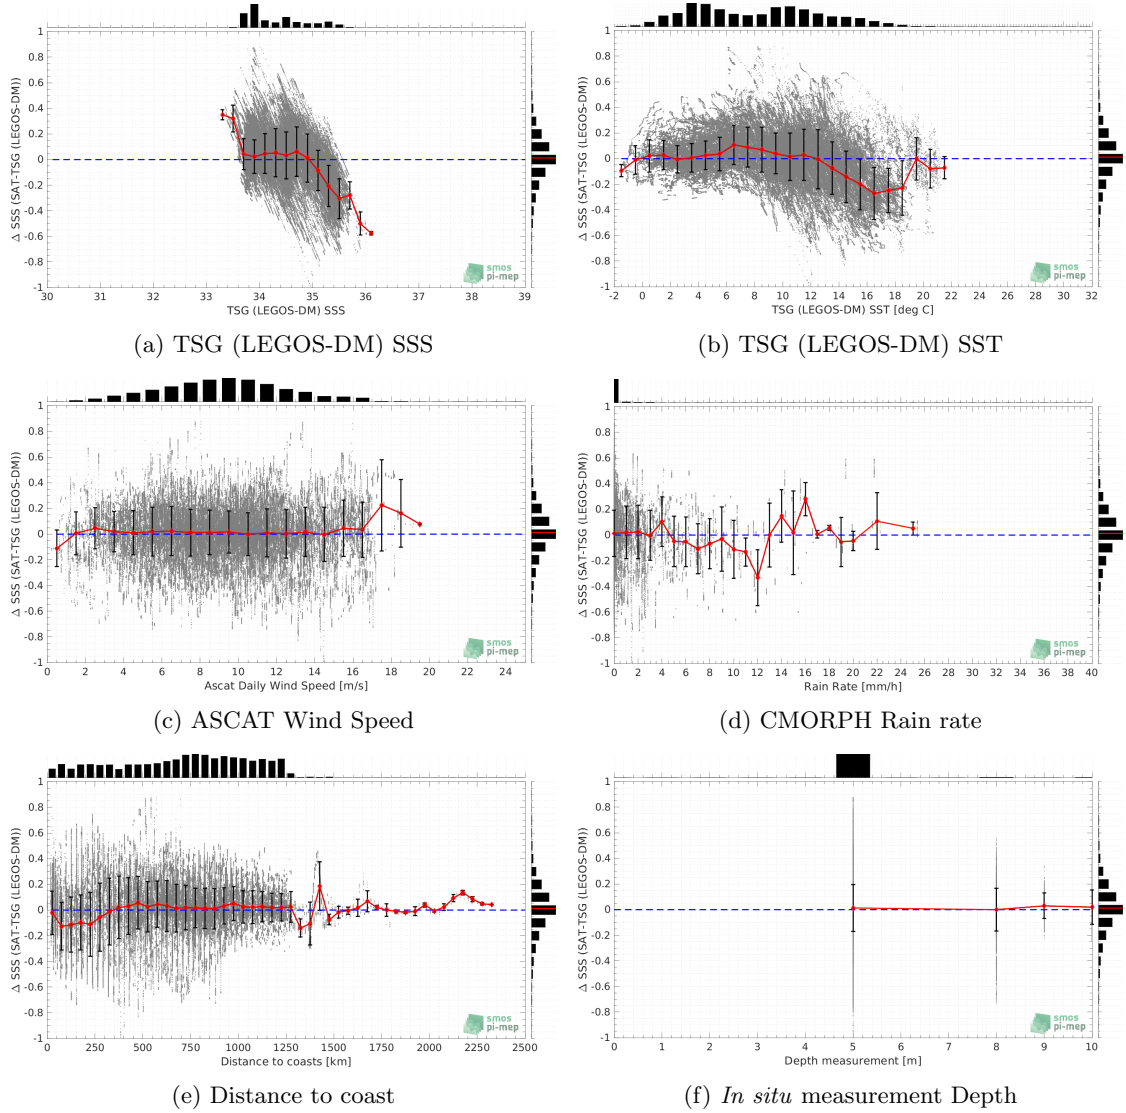 Δ SSS (SAT-TSG (LEGOS-DM))
1
0.8
0.6
0.4
0.2
0
-0.2
-0.4
-0.6
-0.8
-1
30 31 32 33 34 35 36 37 38 39
TSG (LEGOS-DM) SSS
smos
pi-mep
(a) TSG (LEGOS-DM) SSS
Δ SSS (SAT-TSG (LEGOS-DM))
1
0.8
0.6
0.4
0.2
0
-0.2
-0.4
-0.6
-0.8
-1
-2 0 2 4 6 8 10 12 14 16 18 20 22 24 26 28 30 32
TSG (LEGOS-DM) SST [deg C]
smos
pi-mep
(b) TSG (LEGOS-DM) SST
Δ SSS (SAT-TSG (LEGOS-DM))
1
0.8
0.6
0.4
0.2
0
-0.2
-0.4
-0.6
-0.8
-1
0 2 4 6 8 10 12 14 16 18 20 22 24
Ascat Daily Wind Speed [m/s]
smos
pi-mep
(c) ASCAT Wind Speed
Δ SSS (SAT-TSG (LEGOS-DM))
1
0.8
0.6
0.4
0.2
0
-0.2
-0.4
-0.6
-0.8
-1
0 2 4 6 8 10 12 14 16 18 20 22 24 26 28 30 32 34 36 38 40
Rain Rate [mm/h]
smos
pi-mep
(d) CMORPH Rain rate
Δ SSS (SAT-TSG (LEGOS-DM))
1
0.8
0.6
0.4
0.2
0
-0.2
-0.4
-0.6
-0.8
-1
0 250 500 750 1000 1250 1500 1750 2000 2250 2500
Distance to coasts [km]
smos
pi-mep
(e) Distance to coast
Δ SSS (SAT-TSG (LEGOS-DM))
1
0.8
0.6
0.4
0.2
0
-0.2
-0.4
-0.6
-0.8
-1
0 1 2 3 4 5 6 7 8 9 10
Depth measurement [m]
smos
pi-mep
(f) In situ measurement Depth